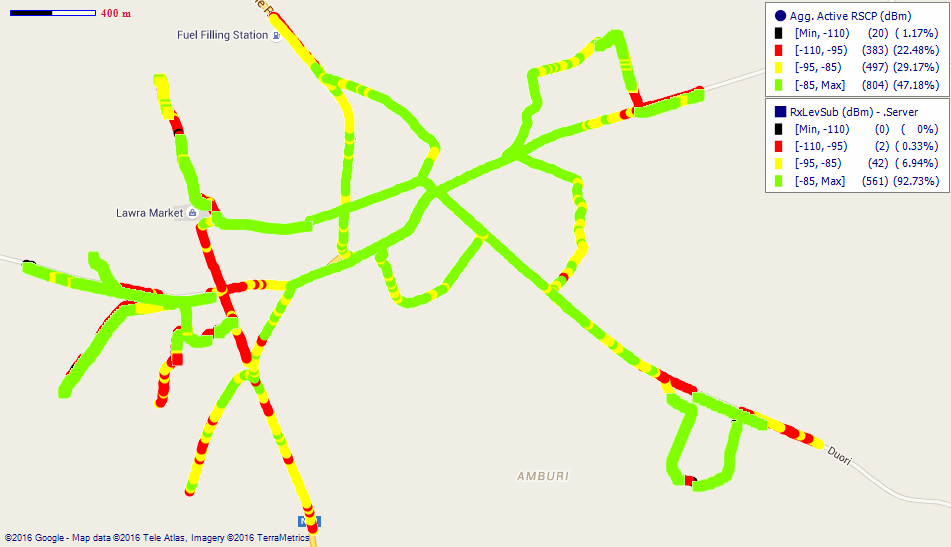 400 m
Fuel Filling Station
Lawra Market
Agg. Active RSCP (dBm)
[Min, -110) (20) ( 1.17%)
[-110, -95) (383) (22.48%)
[-95, -85) (497) (29.17%)
[-85, Max] (804) (47.18%)
RxLevSub (dBm) - .Server
[Min, -110) (0) ( 0%)
[-110, -95) (2) ( 0.33%)
[-95, -85) (42) ( 6.94%)
[-85, Max] (561) (92.73%)
Duori
AMBURI
©2016 Google - Map data ©2016 Tele Atlas, Imagery ©2016 TerraMetrics